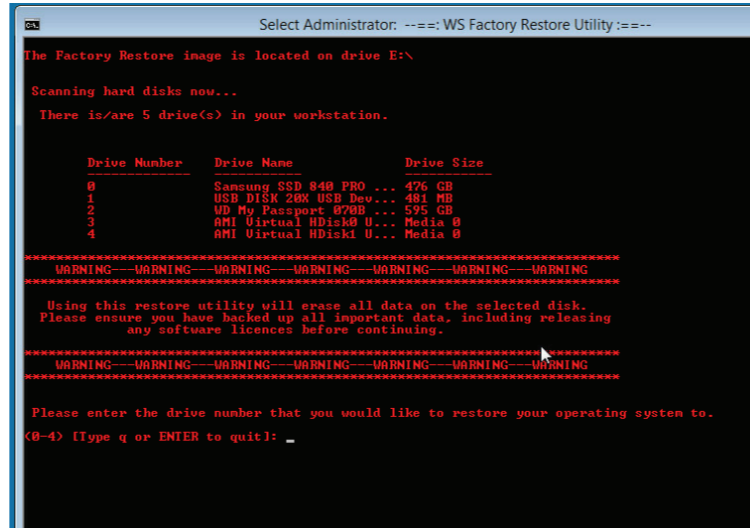 Select Administrator: --==: WS Factory Restore Utility :==--
The Factory Restore image is located on drive E:\
Scanning hard disks now...
There is/are 5 drive(s) in your workstation.
Drive Number Drive Name Drive Size
------------- ----------- -----------
0 Samsung SSD 840 PRO ... 476 GB
1 USB DISK 20X USB Dev... 481 MB
2 WD My Passport 070B ... 595 GB
3 AMI Virtual HDisk0 U... Media 0
4 AMI Virtual HDisk1 U... Media 0
****************************************************************************
WARNING---WARNING---WARNING---WARNING---WARNING---WARNING---WARNING
****************************************************************************
Using this restore utility will erase all data on the selected disk.
Please ensure you have backed up all important data, including releasing
any software licences before continuing.
****************************************************************************
WARNING---WARNING---WARNING---WARNING---WARNING---WARNING---WARNING
****************************************************************************
Please enter the drive number that you would like to restore your operating system to.
(0-4) [Type q or ENTER to quit]: _